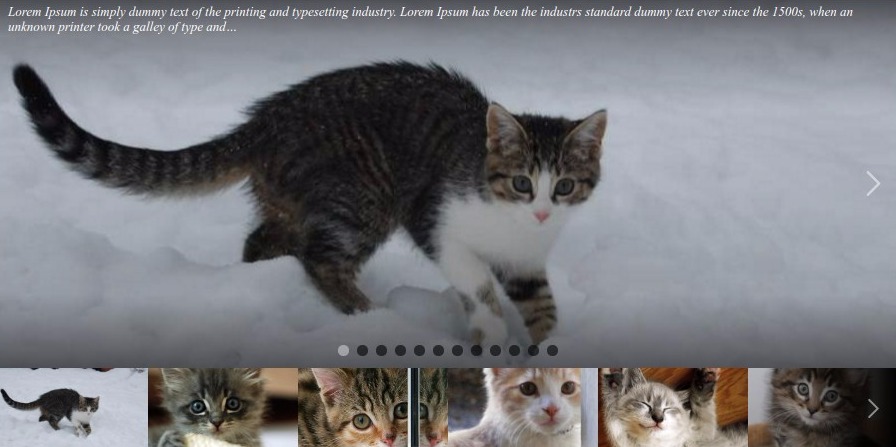 Lorem Ipsum is simply dummy text of the printing and typesetting industry. Lorem Ipsum has been the industrs standard dummy text ever since the 1500s, when an
unknown printer took a galley of type and...